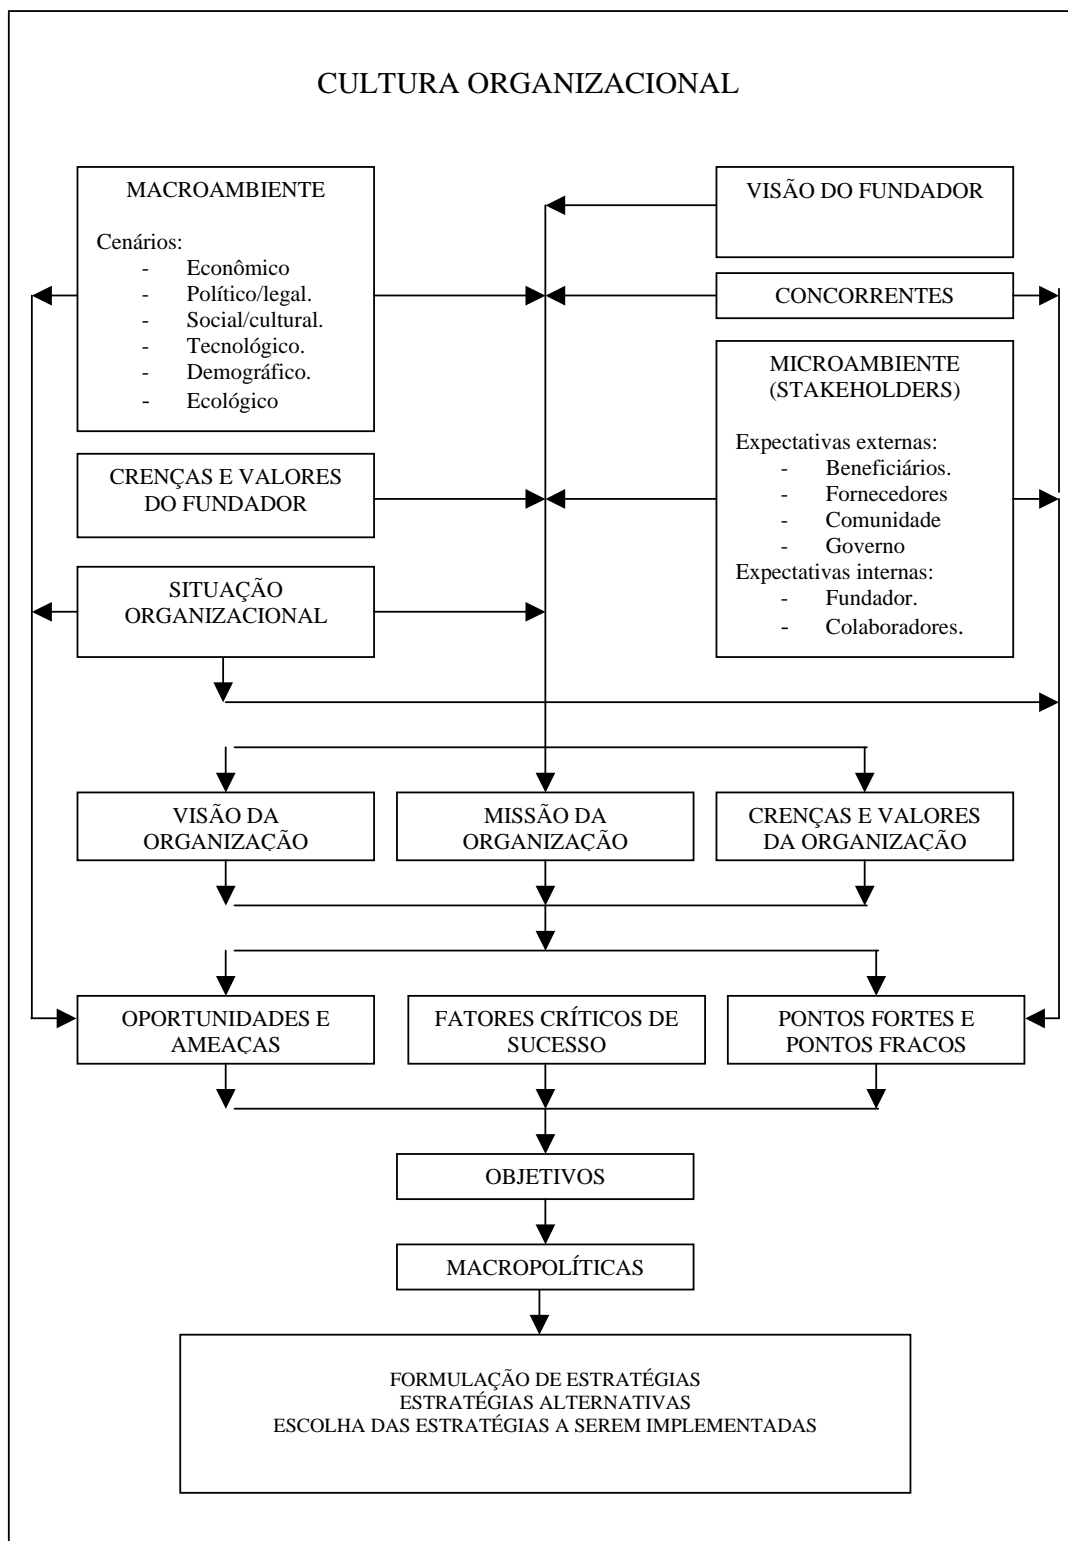 CULTURA ORGANIZACIONAL
MACROAMBIENTE
Cenários:
- Econômico
- Político/legal.
- Social/cultural.
- Tecnológico.
- Demográfico.
- Ecológico
VISÃO DO FUNDADOR
CONCORRENTES
MICROAMBIENTE
(STAKEHOLDERS)
Expectativas externas:
- Beneficiários.
- Fornecedores
- Comunidade
- Governo
Expectativas internas:
- Fundador.
- Colaboradores.
CRENÇAS E VALORES
DO FUNDADOR
SITUAÇÃO
ORGANIZACIONAL
VISÃO DA
ORGANIZAÇÃO
MISSÃO DA
ORGANIZAÇÃO
CRENÇAS E VALORES
DA ORGANIZAÇÃO
OPORTUNIDADES E
AMEAÇAS
FATORES CRÍTICOS DE
SUCESSO
PONTOS FORTES E
PONTOS FRACOS
OBJETIVOS
MACROPOLÍTICAS
FORMULAÇÃO DE ESTRATÉGIAS
ESTRATÉGIAS ALTERNATIVAS
ESCOLHA DAS ESTRATÉGIAS A SEREM IMPLEMENTADAS